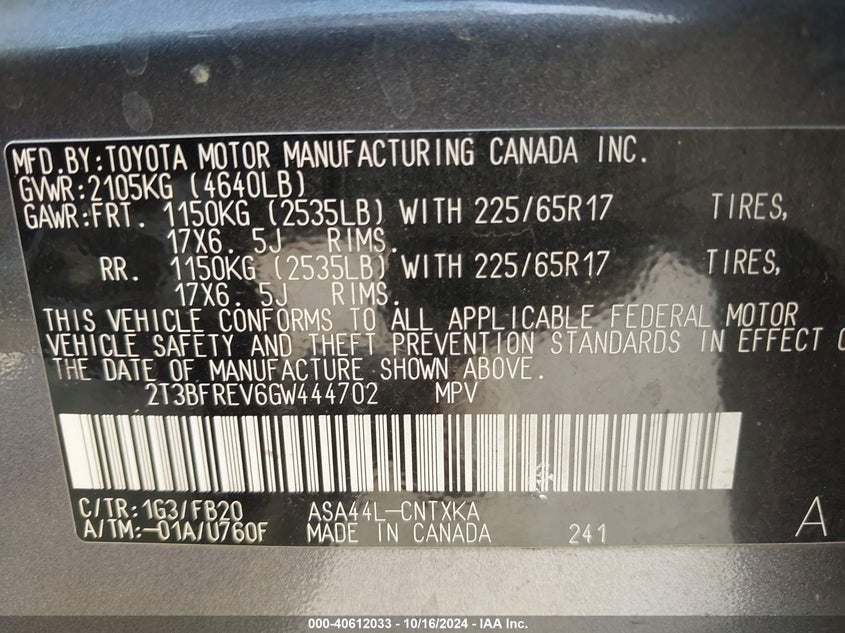 MFD.BY:TOYOTA MOTOR MANUFACTURING CANADA INC.
GVWR:2105KG (4640LB)
GAWR:FRT. 1150KG (2535LB) WITH 225/65R17 TIRES,
17X6. 5J RIMS.
RR. 1150KG (2535LB) WITH 225/65R17 TIRES,
17X6. 5J RIMS.
THIS VEHICLE CONFORMS TO ALL APPLICABLE FEDERAL MOTOR
VEHICLE SAFETY AND THEFT PREVENTION STANDARDS IN EFFECT
THE DATE OF MANUFACTURE SHOWN ABOVE.
2T3BFREV6GW444702 MPV
C/TR:1G3/FB20 ASA44L-CNTXKA
A/TM:-01A/U760F MADE IN CANADA 241 A
000-40612033 - 10/16/2024 - IAA Inc.